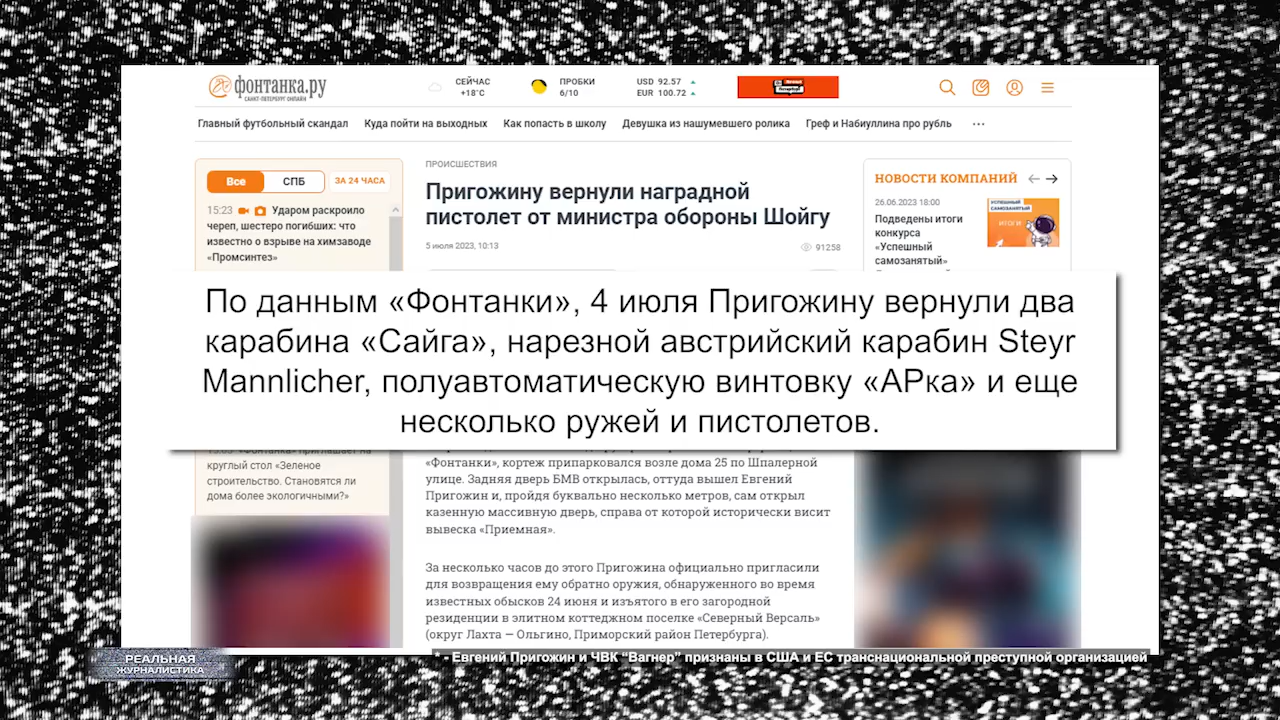 фонтанка.ру
САНКТ-ПЕТЕРБУРГ ОНЛАЙН
СЕЙЧАС
+18°C
ПРОБКИ
6/10
USD 92.57
EUR 100.72
Главный футбольный скандал
Куда пойти на выходных
Как попасть в школу
Девушка из нашумевшего ролика
Греф и Набиуллина про рубль
...
Все
СПБ
ЗА 24 ЧАСА
15:23 Ударом раскроило
череп, шестеро погибших: что
известно о взрыве на химзаводе
«Промсинтез»
ПРОИСШЕСТВИЯ
Пригожину вернули наградной
пистолет от министра обороны Шойгу
5 июля 2023, 10:13
91258
НОВОСТИ КОМПАНИЙ
26.06.2023 18:00
Подведены итоги
конкурса
«Успешный
самозанятый»
УСПЕШНЫЙ
САМОЗАНЯТЫЙ
ИТОГИ
По данным «Фонтанки», 4 июля Пригожину вернули два
карабина «Сайга», нарезной австрийский карабин Steyr
Mannlicher, полуавтоматическую винтовку «АРка» и еще
несколько ружей и пистолетов.
«Фонтанка» приглашает на
круглый стол «Зеленое
строительство. Становятся ли
дома более экологичными?»
«Фонтанки», кортеж припарковался возле дома 25 по Шпалерной
улице. Задняя дверь БМВ открылась, оттуда вышел Евгений
Пригожин и, пройдя буквально несколько метров, сам открыл
казенную массивную дверь, справа от которой исторически висит
вывеска «Приемная».
За несколько часов до этого Пригожина официально пригласили
для возвращения ему обратно оружия, обнаруженного во время
известных обысков 24 июня и изъятого в его загородной
резиденции в элитном коттеджном поселке «Северный Версаль»
(округ Лахта — Ольгино, Приморский район Петербурга).
РЕАЛЬНАЯ
ЖУРНАЛИСТИКА
* - Евгений Пригожин и ЧВК “Вагнер” признаны в США и ЕС транснациональной преступной организацией